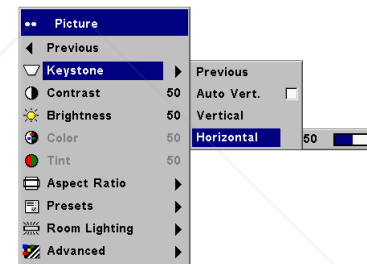 Picture
Previous
Keystone
Contrast 50
Brightness 50
Color 50
Tint 50
Aspect Ratio
Presets
Room Lighting
Advanced
Previous
Auto Vert.
Vertical
Horizontal 50